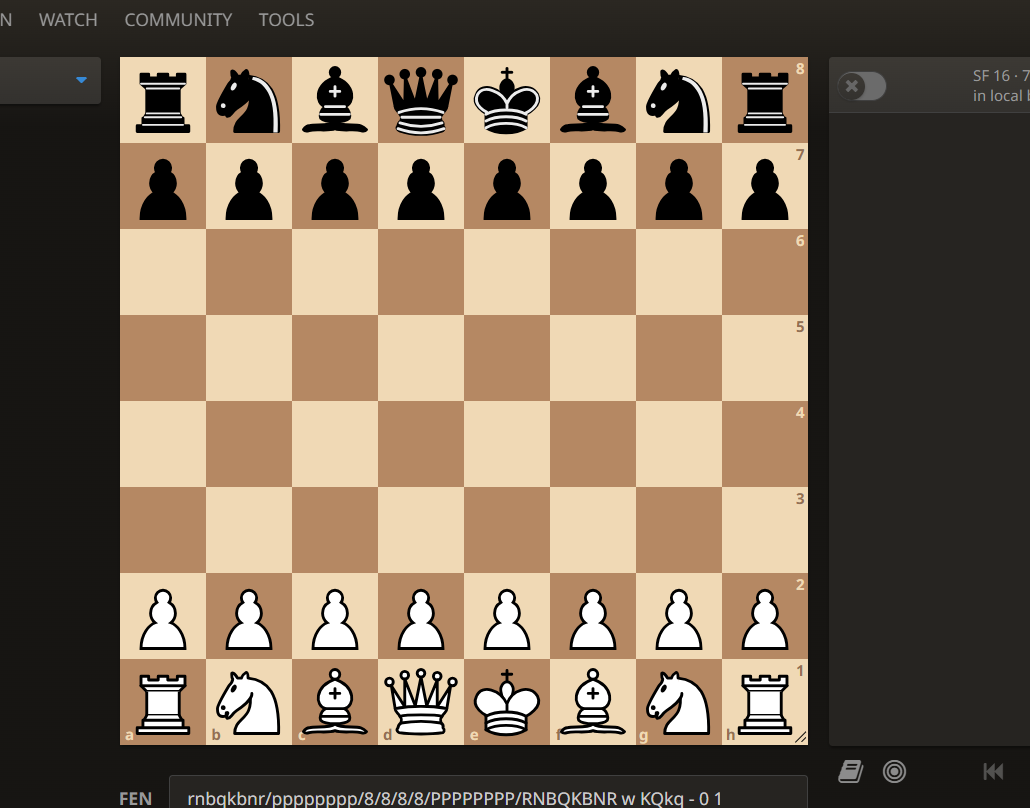 N WATCH COMMUNITY TOOLS
SF 16 · 7
in local b
8
7
6
5
4
3
2
1
a b c d e f g h
FEN rnbqkbnr/pppppppp/8/8/8/8/PPPPPPPP/RNBQKBNR w KQkq - 0 1